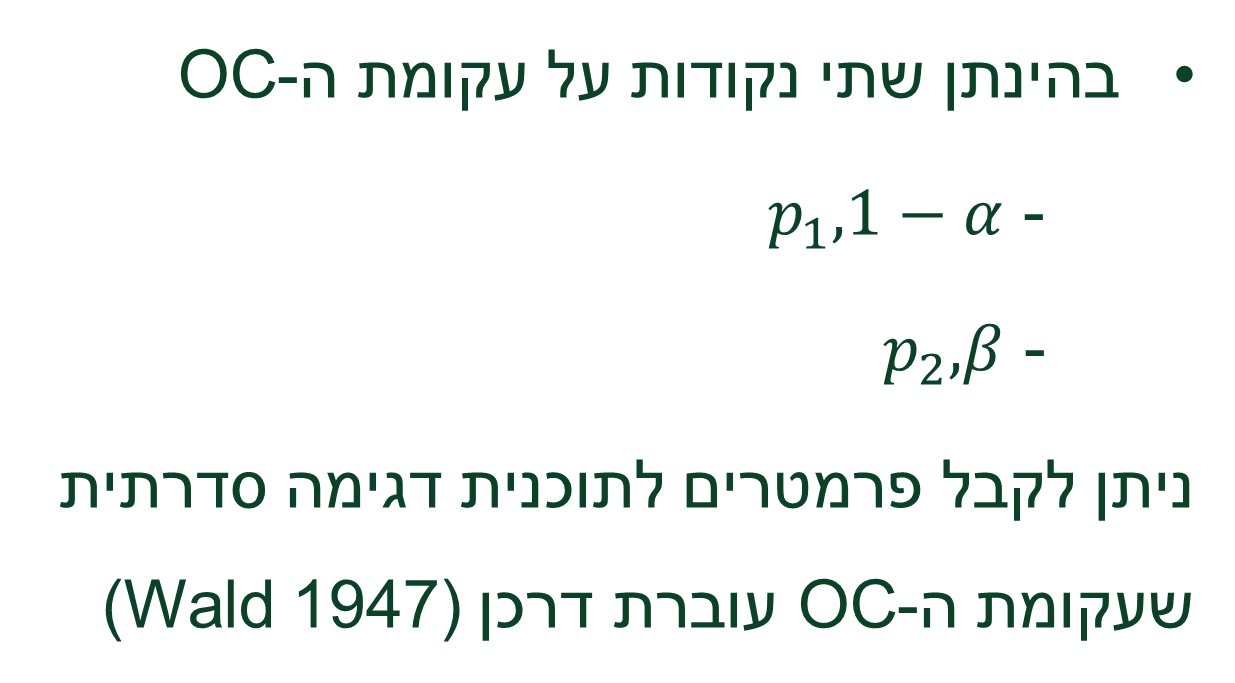 • בהינתן שתי נקודות על עקומת ה-OC
- p₁,1 − α
- p₂,β
ניתן לקבל פרמטרים לתוכנית דגימה סדרתית
שעקומת ה-OC עוברת דרכן (Wald 1947)